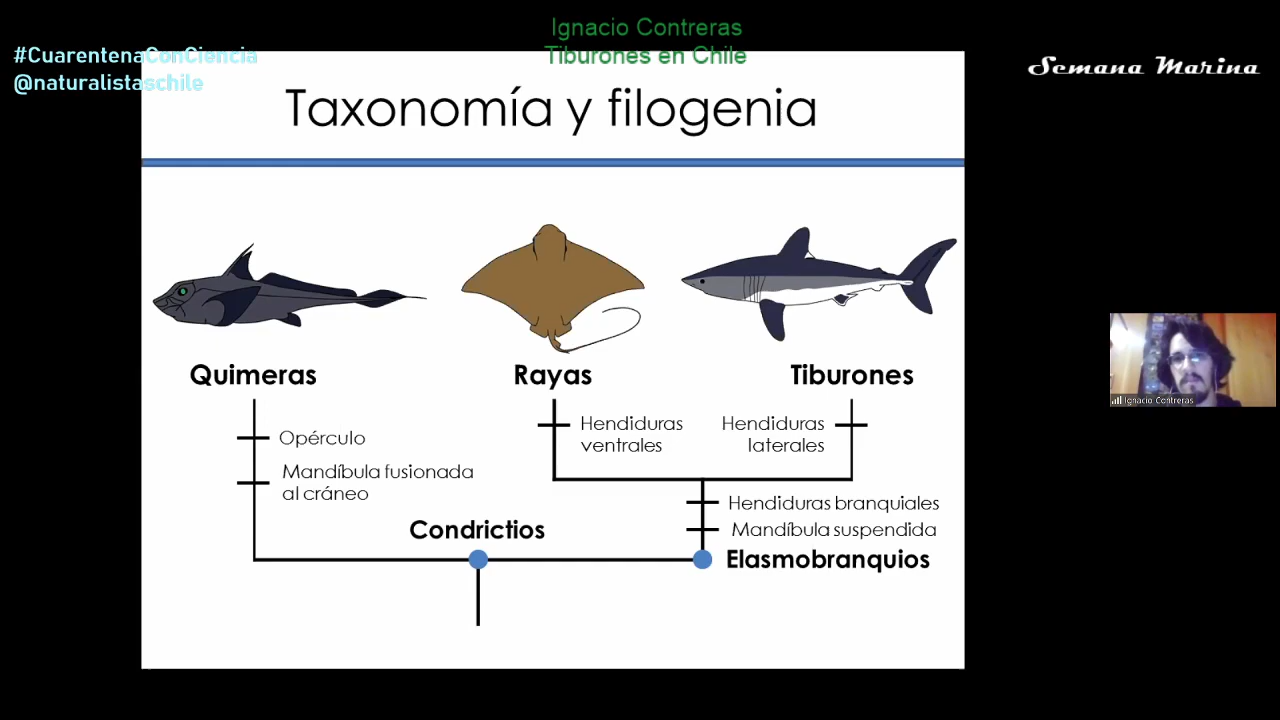 Ignacio Contreras
Tiburones en Chile
#CuarentenaConCiencia
@naturalistaschile
Semana Marina
Taxonomía y filogenia
Quimeras
Rayas
Tiburones
Opérculo
Mandíbula fusionada
al cráneo
Hendiduras
ventrales
Hendiduras
laterales
Hendiduras branquiales
Mandíbula suspendida
Condrictios
Elasmobranquios
Ignacio Contreras